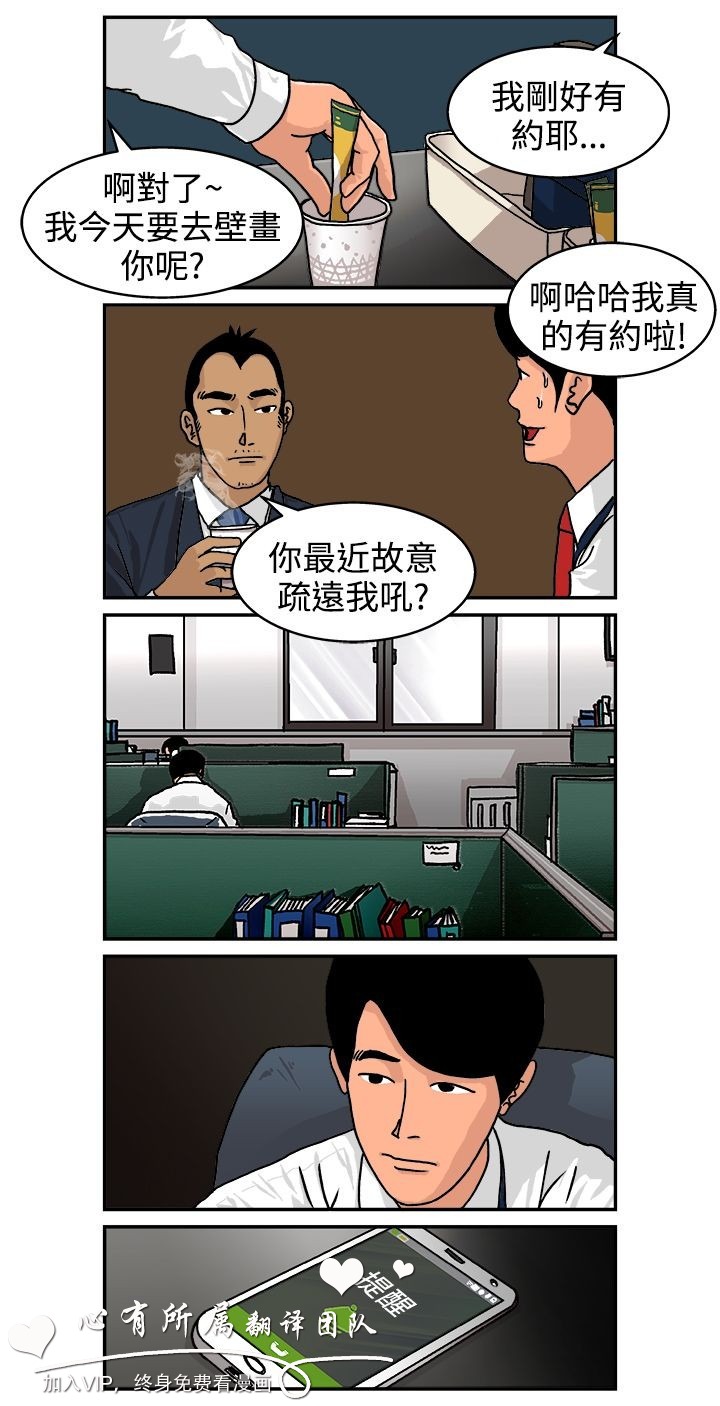 我剛好有
約耶...
啊對了~
我今天要去壁畫
你呢?
啊哈哈我真
的有約啦!
你最近故意
疏遠我吼?
提醒
心有所属翻译团队
加入VIP，终身免费看漫画